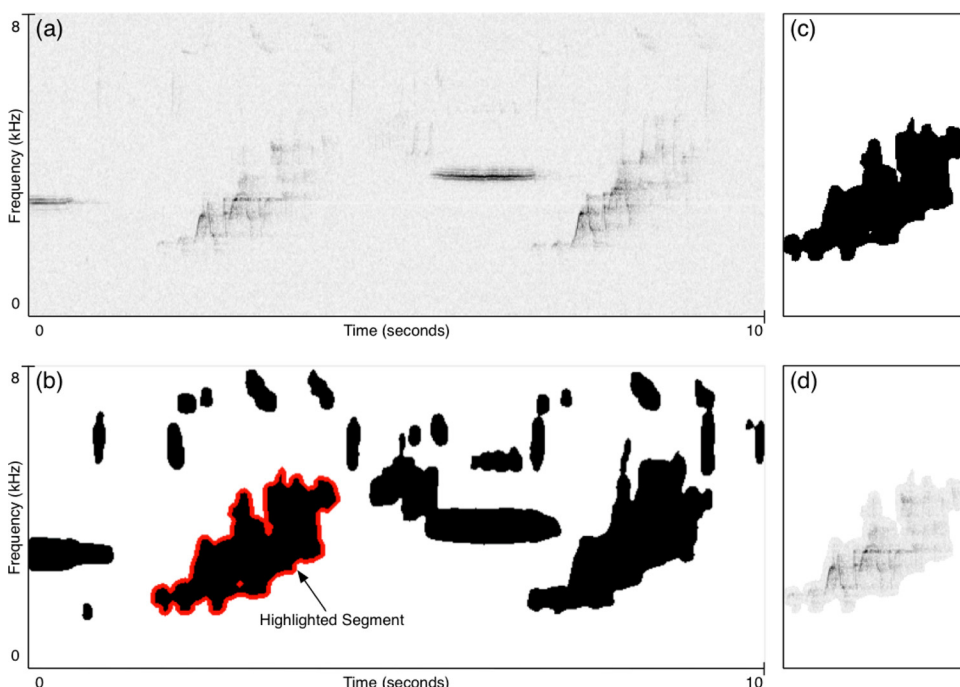 8
(a)
Frequency (kHz)
0
0
Time (seconds)
10
(c)
8
(b)
Frequency (kHz)
Highlighted Segment
0
0
Time (seconds)
10
(d)